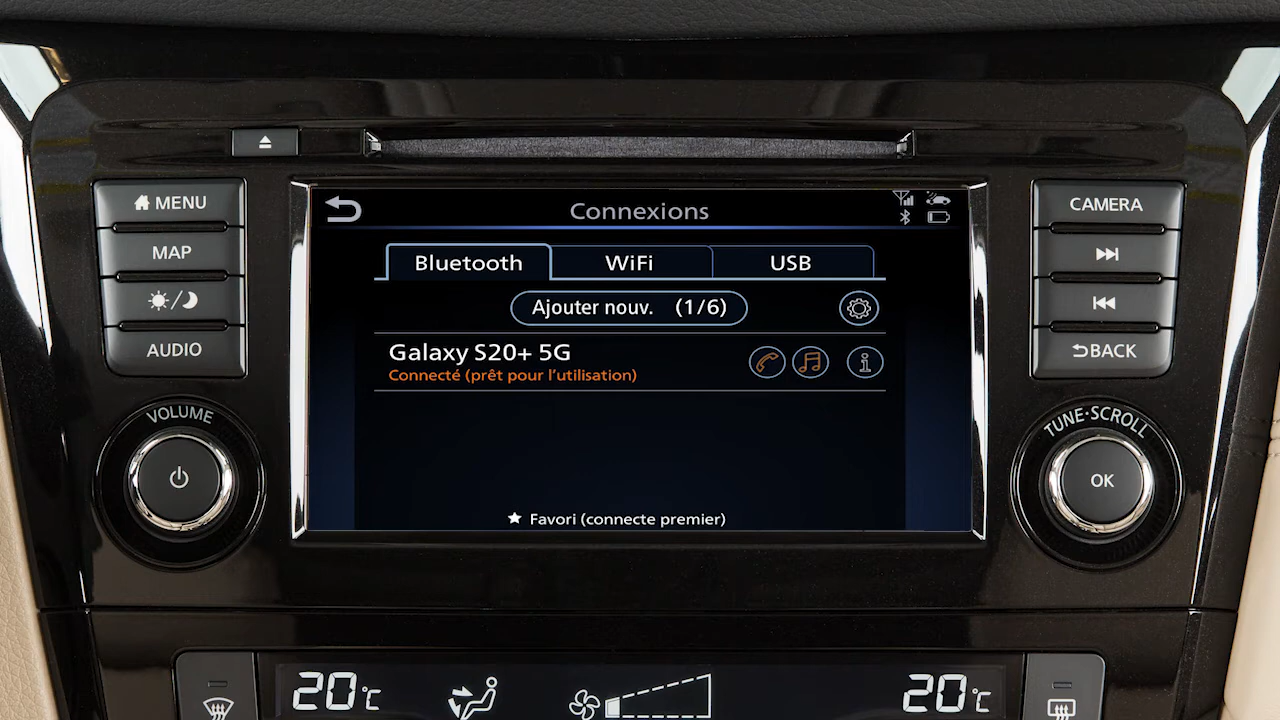 MENU
MAP
AUDIO
VOLUME
Connexions
Bluetooth WiFi USB
Ajouter nouv. (1/6)
Galaxy S20+ 5G
Connecté (prêt pour l'utilisation)
i
Favori (connecte premier)
CAMERA
BACK
TUNE·SCROLL
OK
20°C
20°C